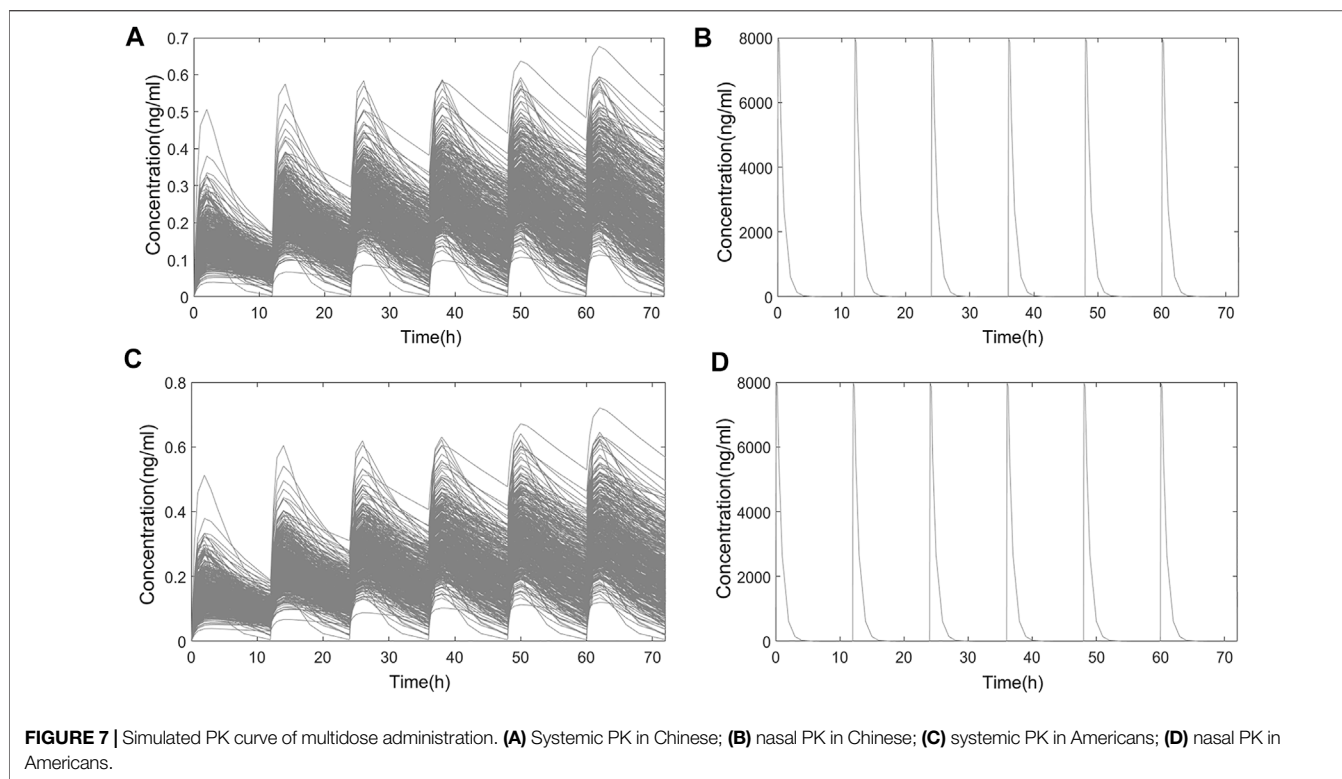 A
Concentration(ng/ml)
0.7
0.6
0.5
0.4
0.3
0.2
0.1
0
0 10 20 30 40 50 60 70
Time(h)
B
Concentration(ng/ml)
8000
6000
4000
2000
0
0 10 20 30 40 50 60 70
Time(h)
C
Concentration(ng/ml)
0.8
0.6
0.4
0.2
0
0 10 20 30 40 50 60 70
Time(h)
D
Concentration(ng/ml)
8000
6000
4000
2000
0
0 10 20 30 40 50 60 70
Time(h)
FIGURE 7 | Simulated PK curve of multidose administration. (A) Systemic PK in Chinese; (B) nasal PK in Chinese; (C) systemic PK in Americans; (D) nasal PK in
Americans.